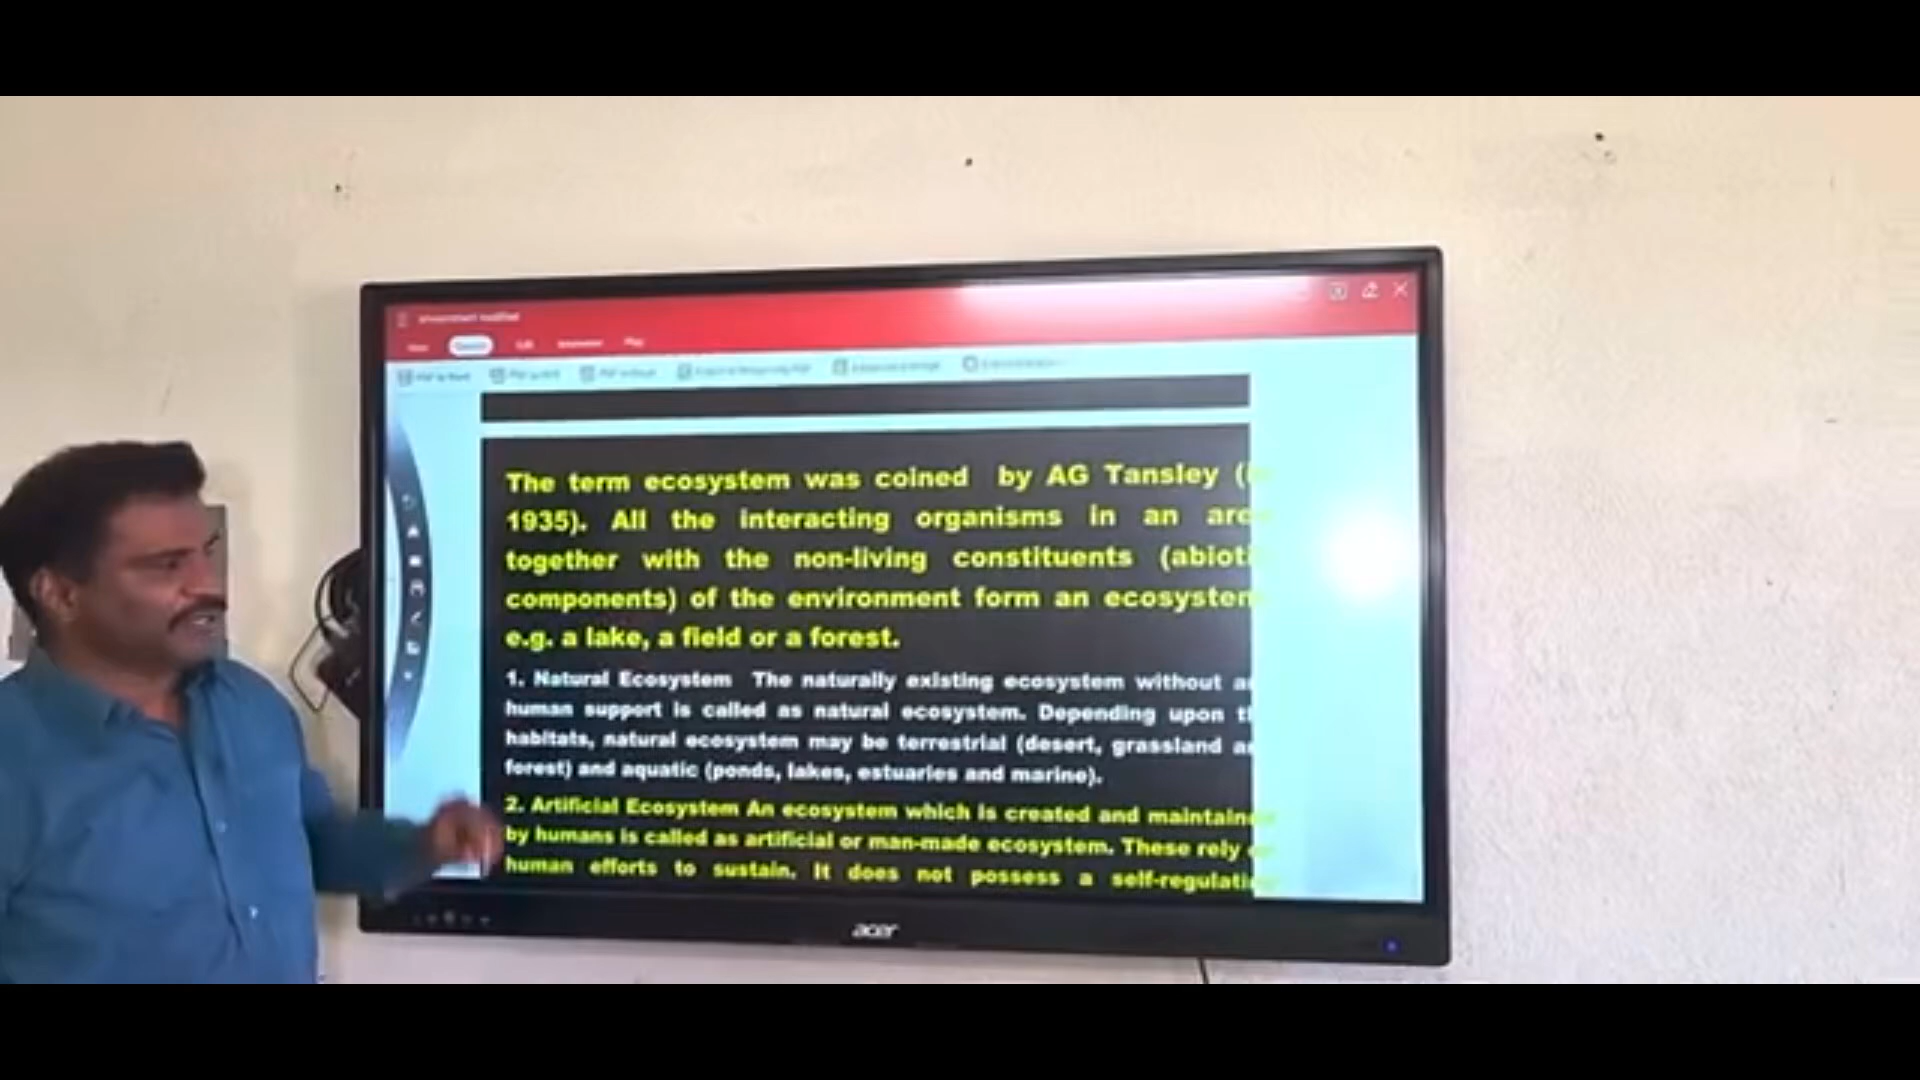 The term ecosystem was coined by AG Tansley (
1935). All the interacting organisms in an
together with the non-living constituents
components) of the environment form an
e.g. a lake, a field or a forest.
1. Natural Ecosystem The naturally existing ecosystem without
human support is called as natural ecosystem. Depending upon
habitats, natural ecosystem may be terrestrial (desert, grassland
forest) and aquatic (ponds, lakes, estuaries and marine).
2. Artificial Ecosystem An ecosystem which is created and
by humans is called as artificial or man-made ecosystem. These rely
human efforts to sustain. It does not possess a
acer